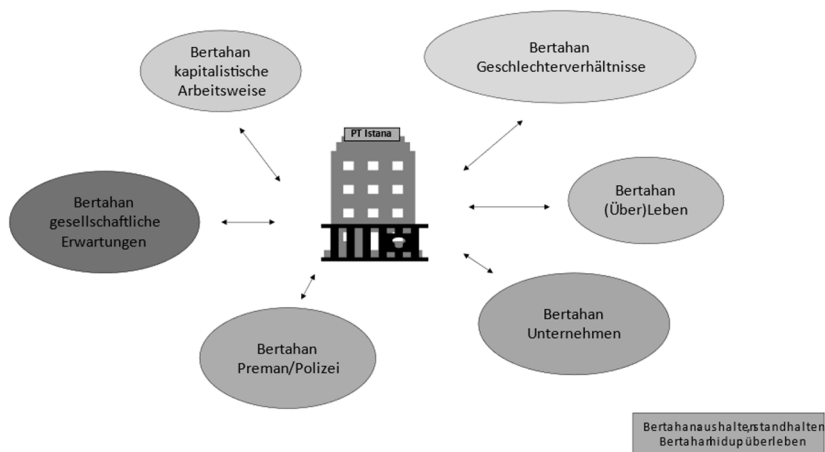 Bertahan
kapitalistische
Arbeitsweise
Bertahan
Geschlechterverhältnisse
PT Istana
Bertahan
gesellschaftliche
Erwartungen
Bertahan
(Über)Leben
Bertahan
Preman/Polizei
Bertahan
Unternehmen
Bertahan aushalten, standhalten
Bertahan hidup überleben